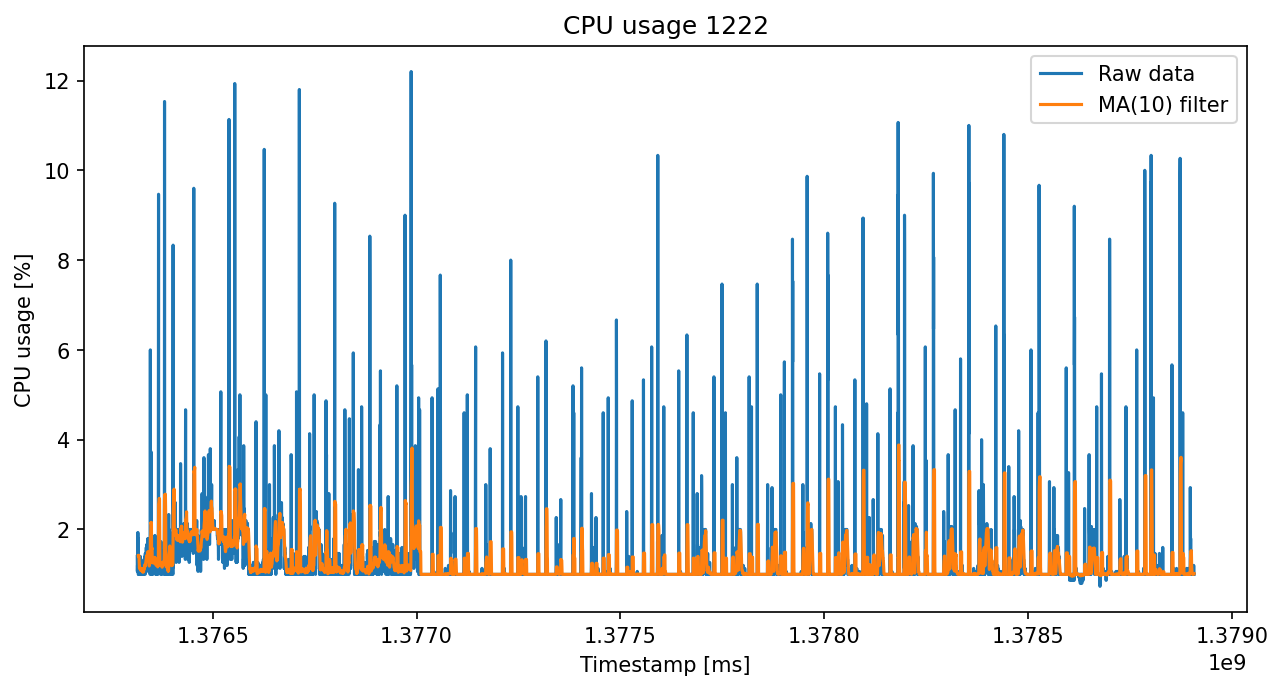 CPU usage 1222
Raw data
MA(10) filter
CPU usage [%]
12
10
8
6
4
2
1.3765
1.3770
1.3775
1.3780
1.3785
1.3790
1e9
Timestamp [ms]